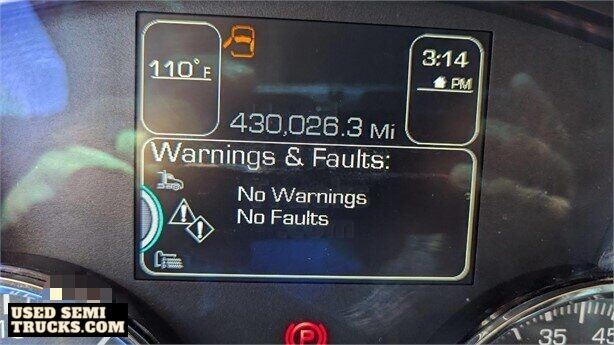 110°F
3:14
PM
430,026.3 Mi
Warnings & Faults:
No Warnings
No Faults
USED SEMI
TRUCKS.COM
P
35
45